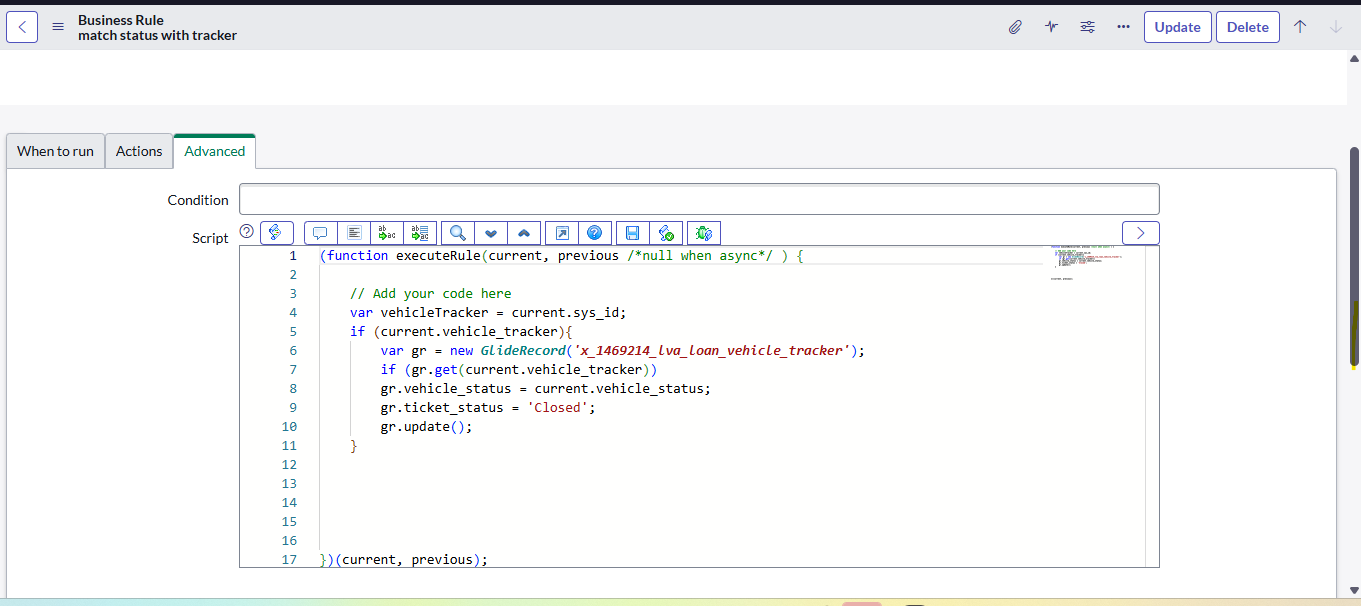 Business Rule
match status with tracker
Update
Delete
When to run
Actions
Advanced
Condition
Script
1 (function executeRule(current, previous /*null when async*/ ) {
2
3 // Add your code here
4 var vehicleTracker = current.sys_id;
5 if (current.vehicle_tracker){
6 var gr = new GlideRecord('x_1469214_lva_loan_vehicle_tracker');
7 if (gr.get(current.vehicle_tracker))
8 gr.vehicle_status = current.vehicle_status;
9 gr.ticket_status = 'Closed';
10 gr.update();
11 }
12
13
14
15
16
17 })(current, previous);